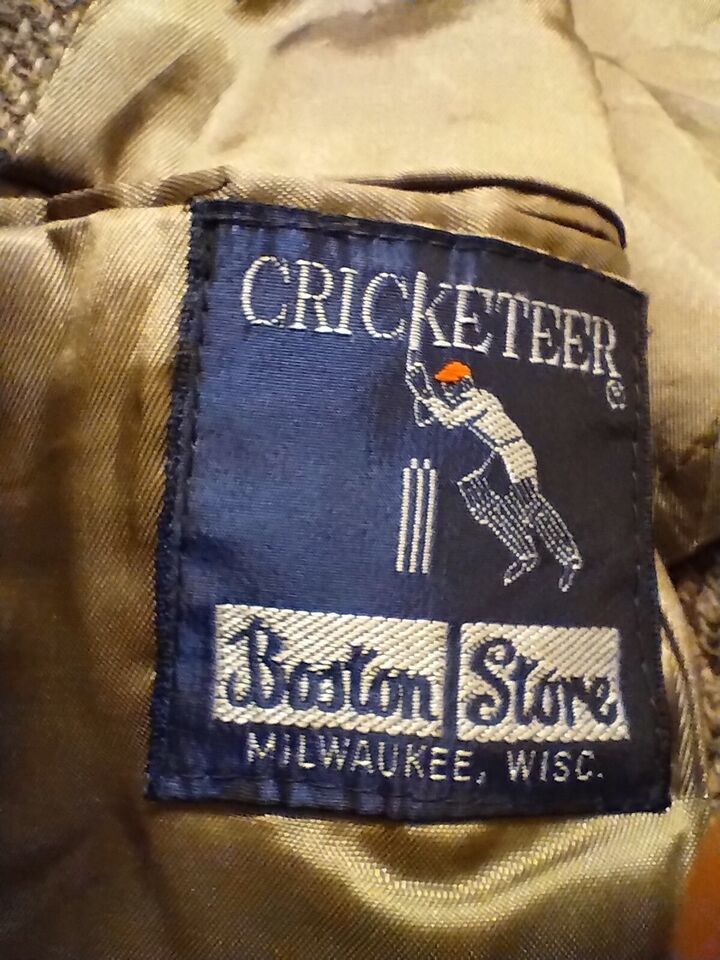 CRICKETEER®
Boston Store
MILWAUKEE, WISC.